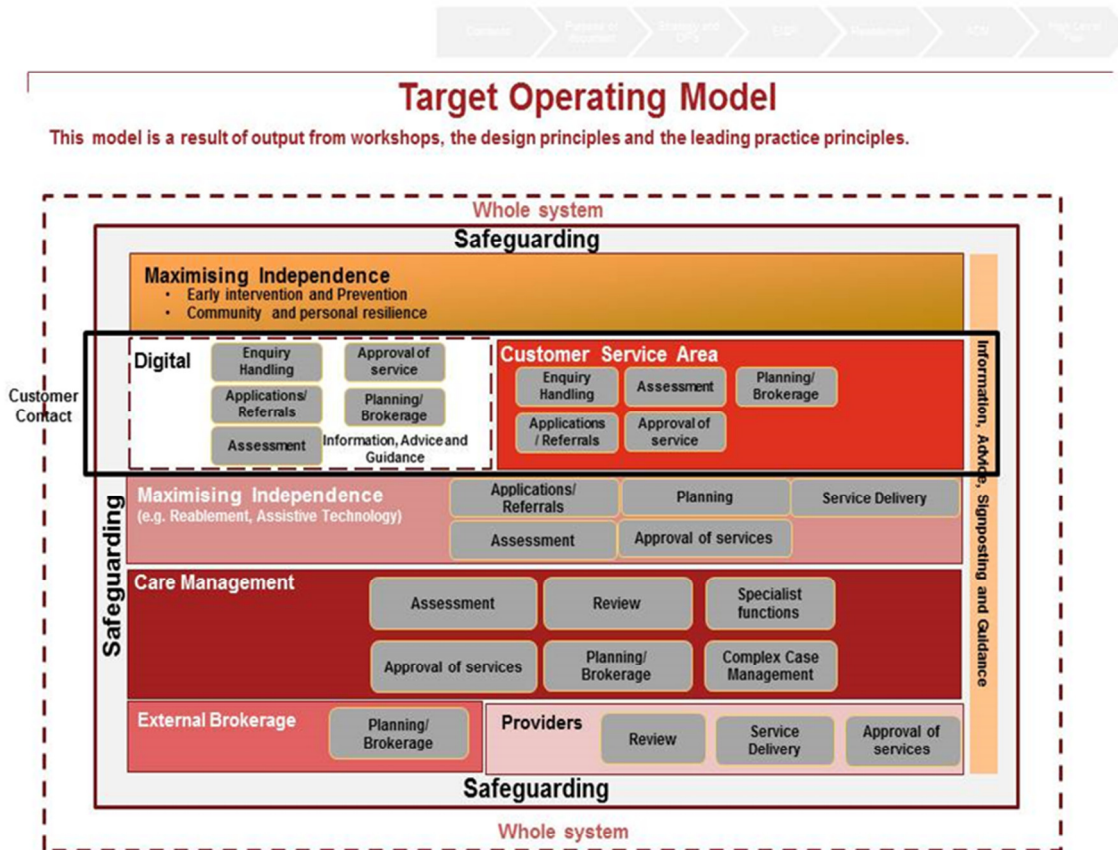 Target Operating Model
This model is a result of output from workshops, the design principles and the leading practice principles.
Whole system
Safeguarding
Maximising Independence
• Early intervention and Prevention
• Community and personal resilience
Customer
Contact
Digital
Enquiry
Handling
Approval of
service
Applications/
Referrals
Planning/
Brokerage
Assessment
Information, Advice and
Guidance
Customer Service Area
Enquiry
Handling
Assessment
Planning/
Brokerage
Applications
/ Referrals
Approval of
service
Information, Advice, Signposting and Guidance
Safeguarding
Maximising Independence
(e.g. Reablement, Assistive Technology)
Applications/
Referrals
Planning
Service Delivery
Assessment
Approval of services
Care Management
Assessment
Review
Specialist
functions
Approval of services
Planning/
Brokerage
Complex Case
Management
External Brokerage
Planning/
Brokerage
Providers
Review
Service
Delivery
Approval of
services
Safeguarding
Whole system